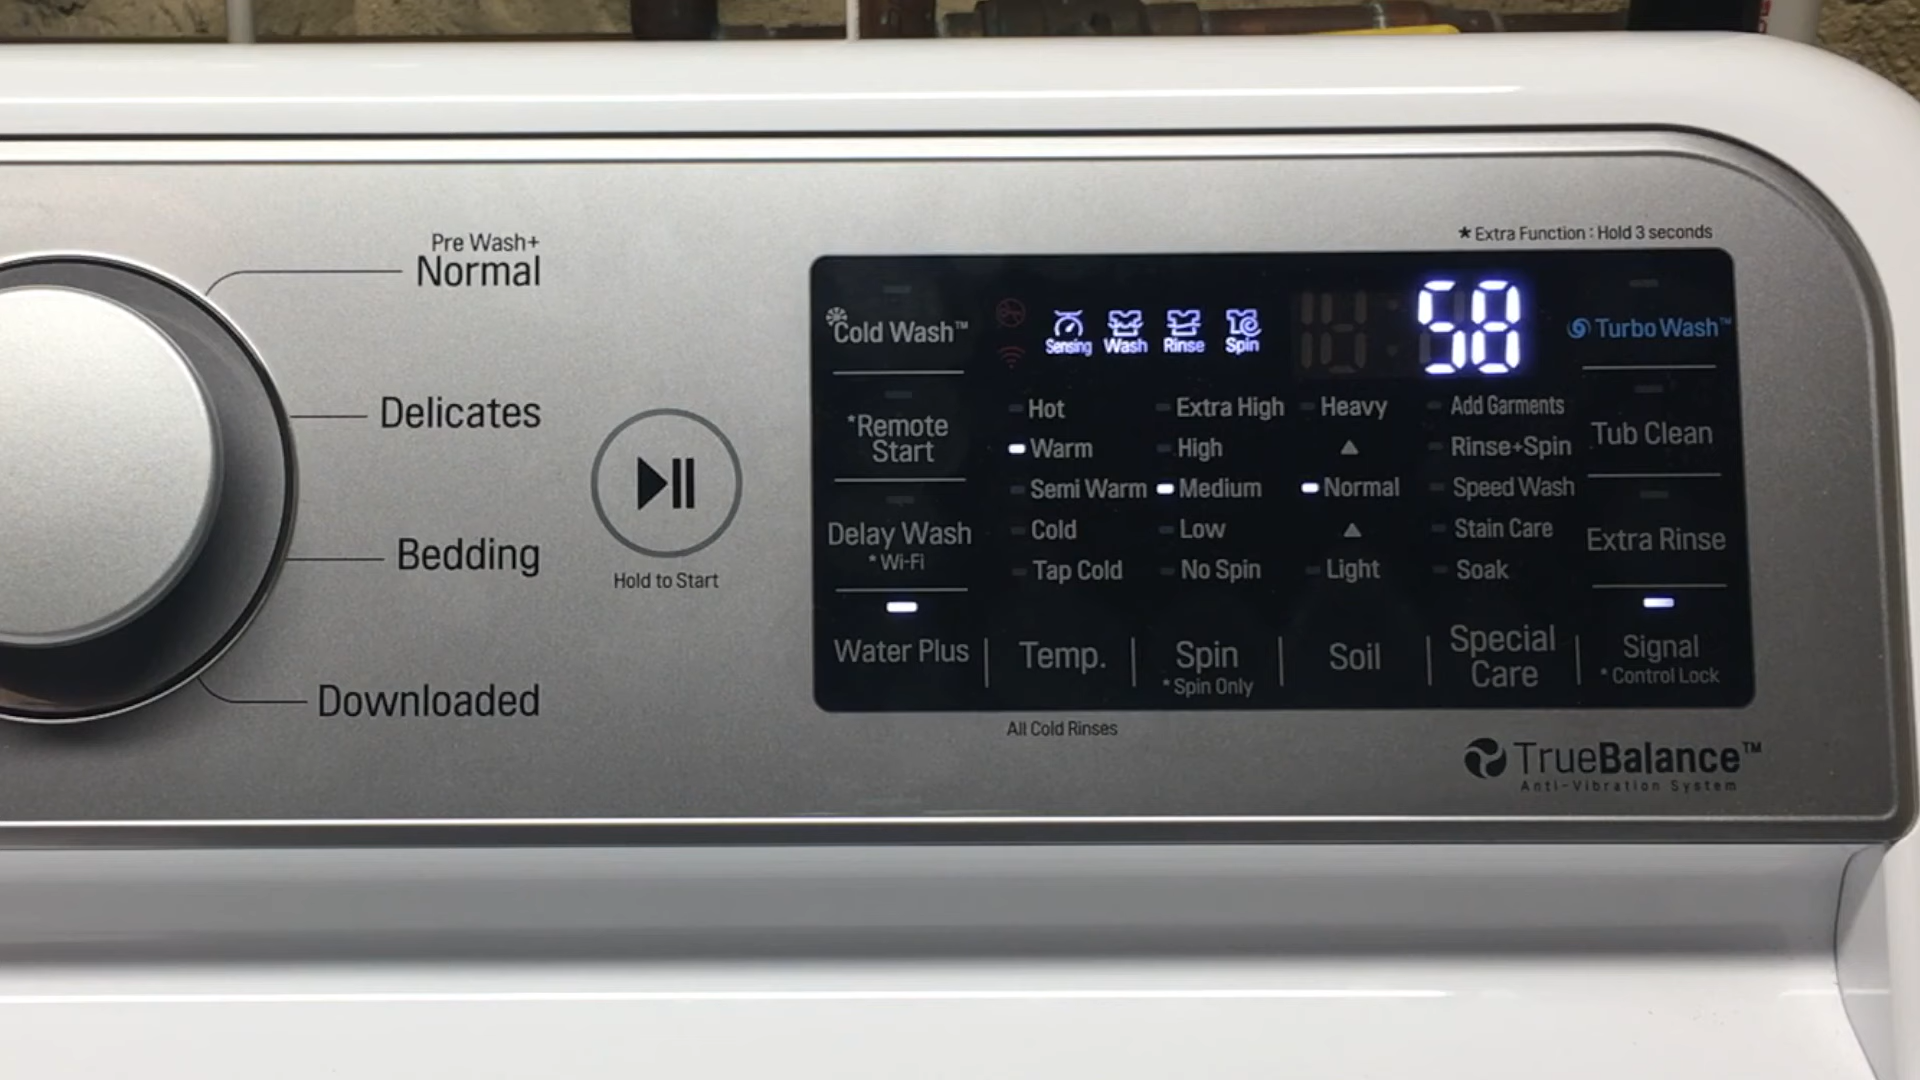 Pre Wash+
Normal
Delicates
Bedding
Downloaded
Hold to Start
* Extra Function : Hold 3 seconds
Cold Wash™
*Remote
Start
Delay Wash
* Wi-Fi
Water Plus
Sensing Wash Rinse Spin
58
Hot
Warm
Semi Warm
Cold
Tap Cold
Temp.
Extra High
High
Medium
Low
No Spin
Spin
* Spin Only
Heavy
Normal
Light
Soil
Add Garments
Rinse+Spin
Speed Wash
Stain Care
Soak
Special
Care
Turbo Wash™
Tub Clean
Extra Rinse
Signal
* Control Lock
All Cold Rinses
TrueBalance™
Anti-Vibration System